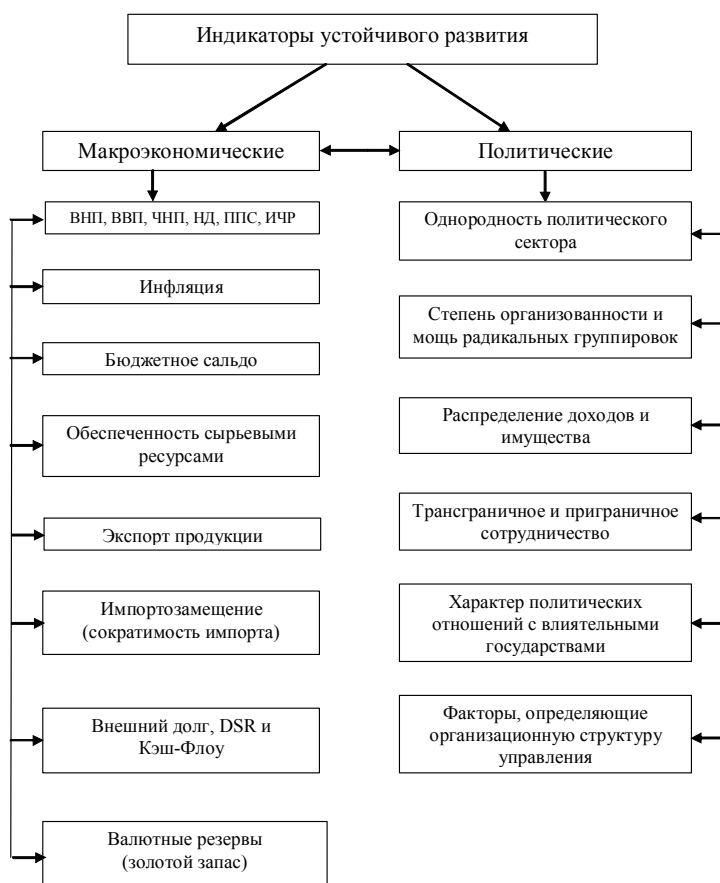 Индикаторы устойчивого развития
Макроэкономические
Политические
ВНП, ВВП, ЧНП, НД, ППС, ИЧР
Инфляция
Бюджетное сальдо
Обеспеченность сырьевыми
ресурсами
Экспорт продукции
Импортозамещение
(сократимость импорта)
Внешний долг, DSR и
Кэш-Флоу
Валютные резервы
(золотой запас)
Однородность политического
сектора
Степень организованности и
мощь радикальных группировок
Распределение доходов и
имущества
Трансграничное и приграничное
сотрудничество
Характер политических
отношений с влиятельными
государствами
Факторы, определяющие
организационную структуру
управления